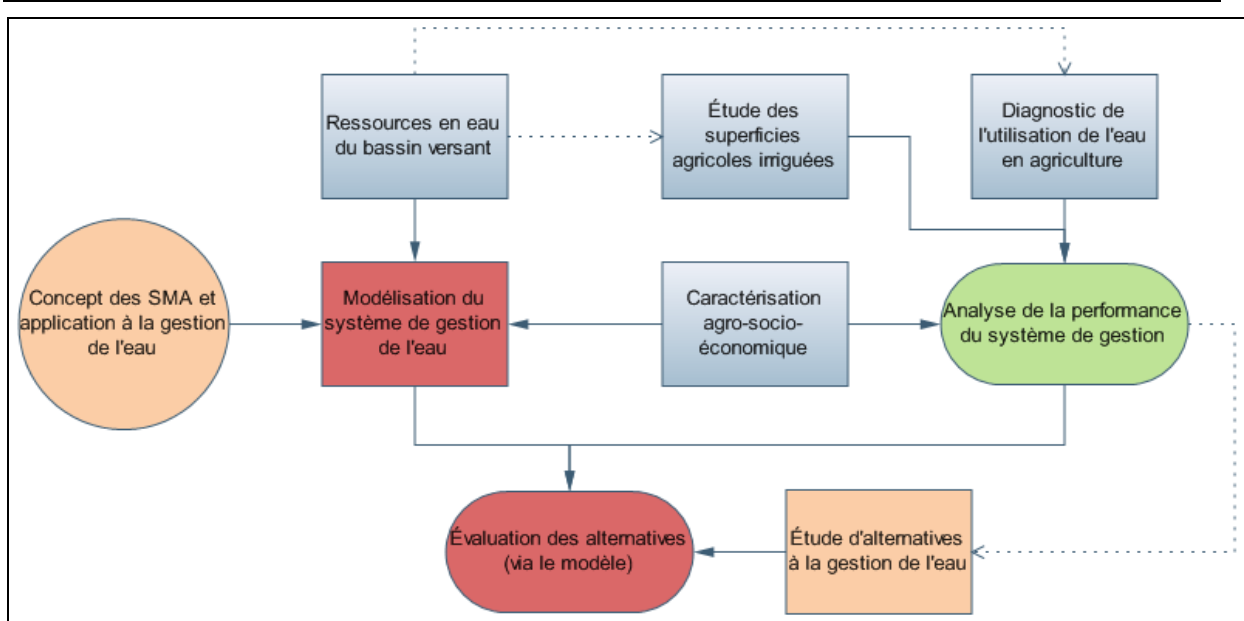 Ressources en eau
du bassin versant
Étude des
superficies
agricoles irriguées
Diagnostic de
l'utilisation de l'eau
en agriculture
Concept des SMA et
application à la gestion
de l'eau
Modélisation du
système de gestion
de l'eau
Caractérisation
agro-socio-
économique
Analyse de la performance
du système de gestion
Évaluation des alternatives
(via le modèle)
Étude d'alternatives
à la gestion de l'eau